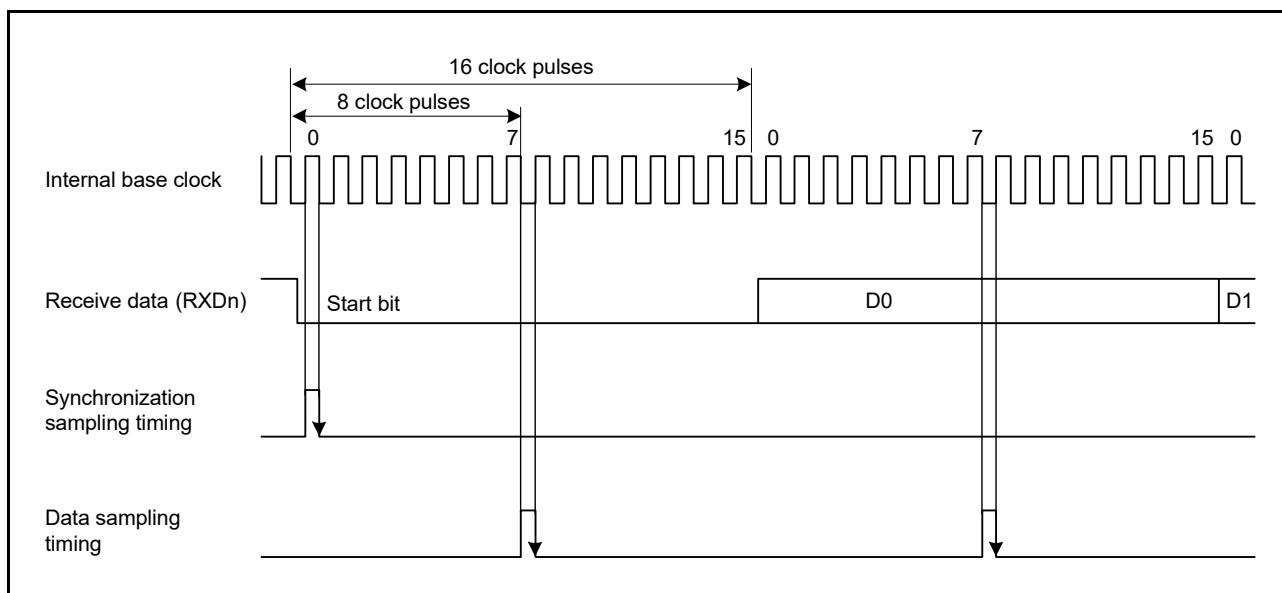 16 clock pulses
8 clock pulses
0 7 15 0 7 15 0
Internal base clock
Receive data (RXDn)
Start bit
D0
D1
Synchronization
sampling timing
Data sampling
timing